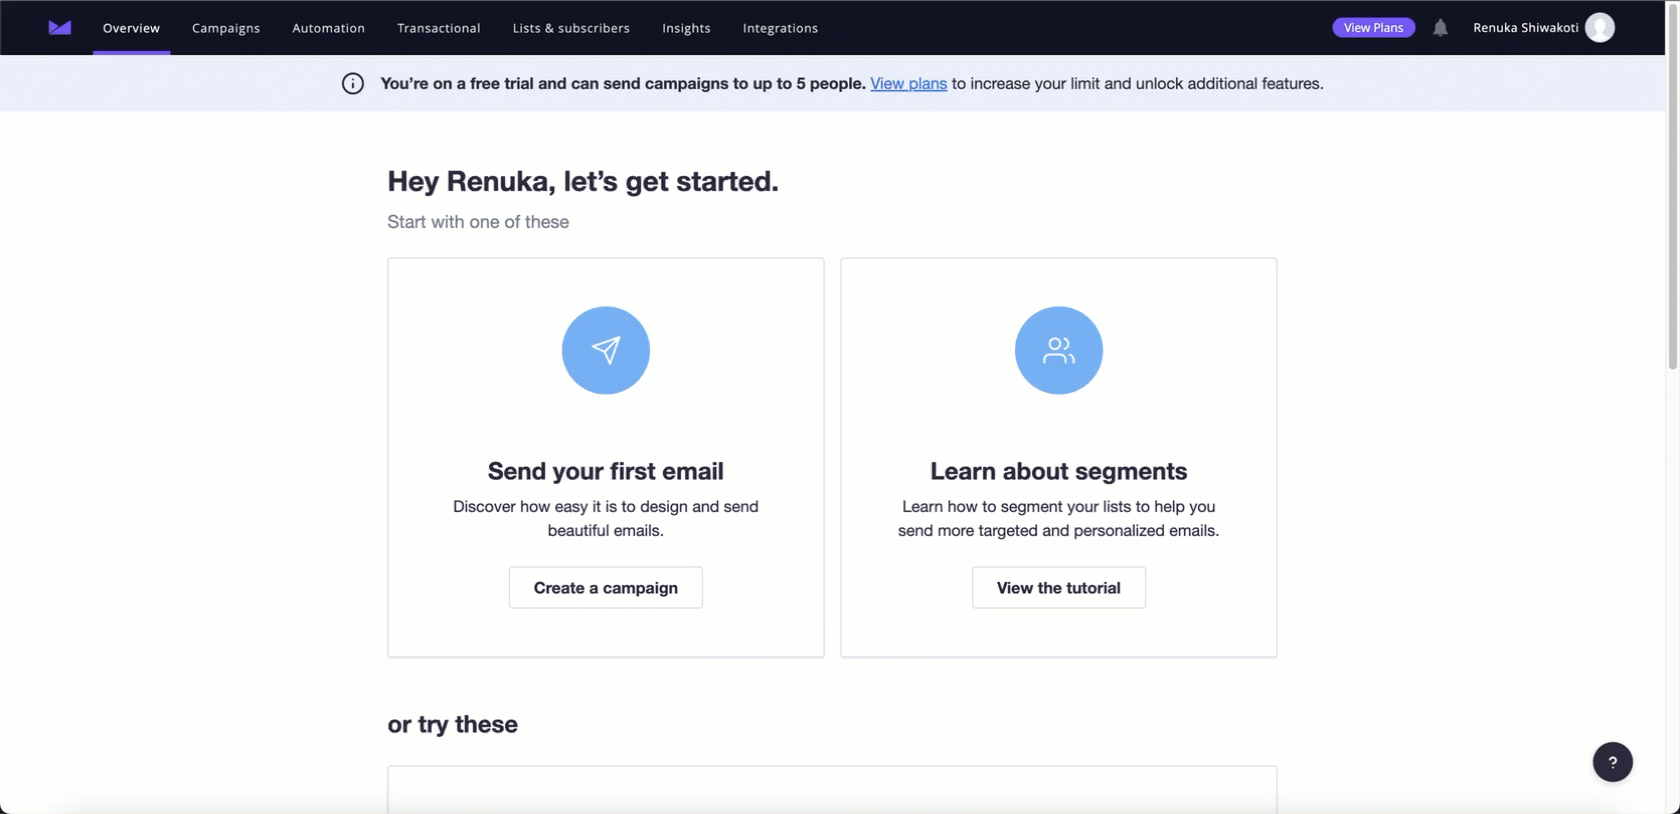 Overview Campaigns Automation Transactional Lists & subscribers Insights Integrations View Plans Renuka Shiwakoti
You’re on a free trial and can send campaigns to up to 5 people. View plans to increase your limit and unlock additional features.
Hey Renuka, let’s get started.
Start with one of these
Send your first email
Discover how easy it is to design and send
beautiful emails.
Create a campaign
Learn about segments
Learn how to segment your lists to help you
send more targeted and personalized emails.
View the tutorial
or try these
?